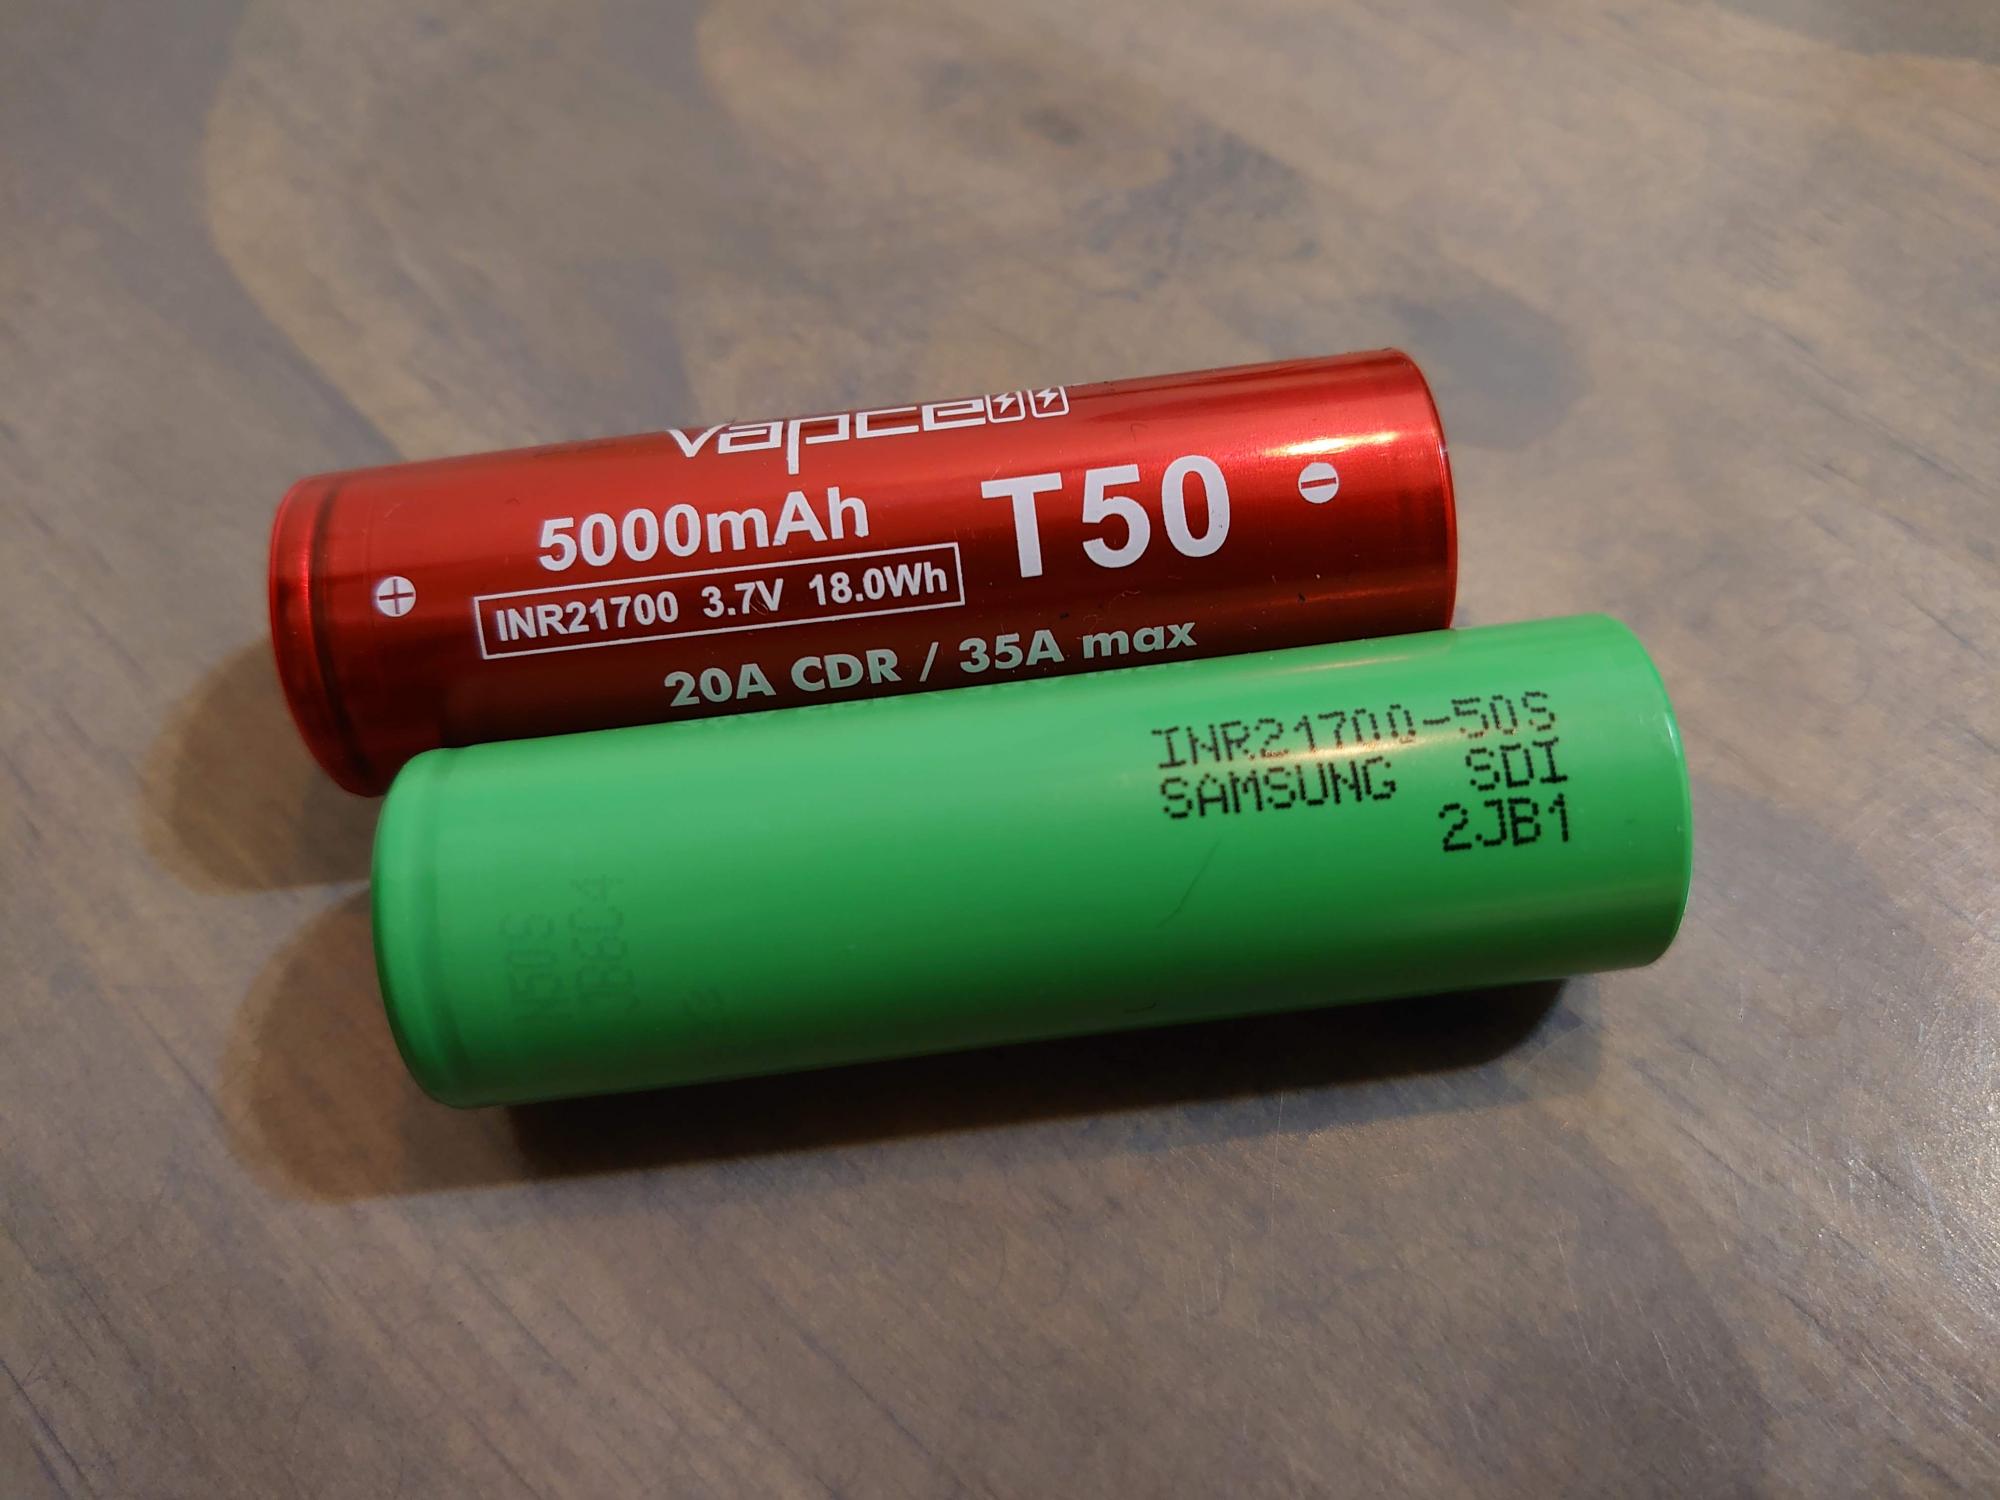 vapcell
5000mAh T50
INR21700 3.7V 18.0Wh
20A CDR / 35A max
INR21700-50S
SAMSUNG SDI
2JB1